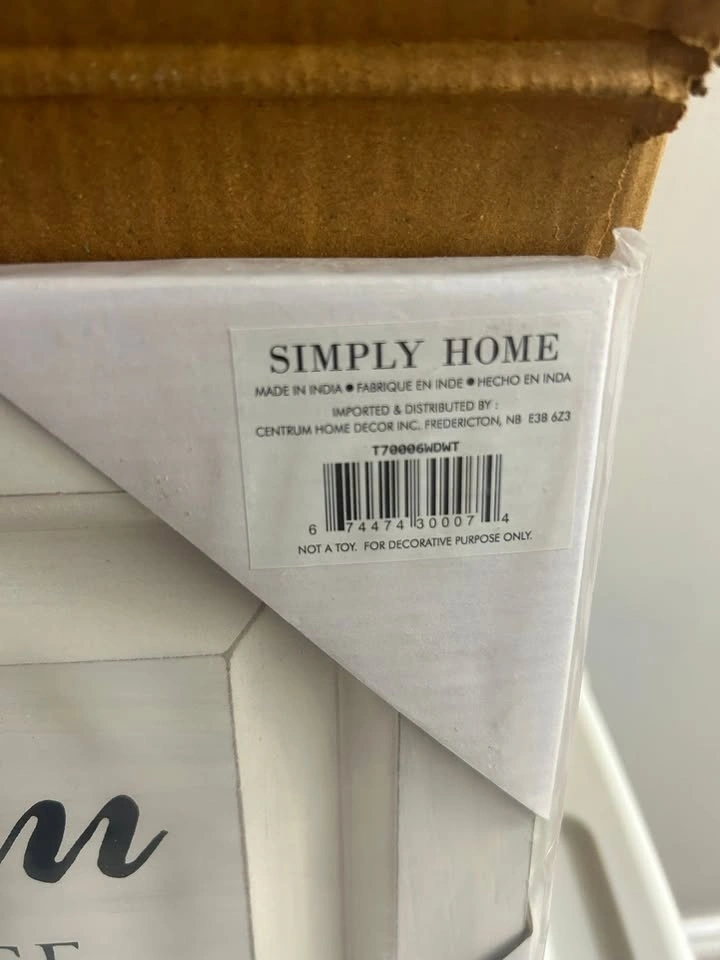 SIMPLY HOME
MADE IN INDIA ● FABRIQUE EN INDE ● HECHO EN INDA
IMPORTED & DISTRIBUTED BY :
CENTRUM HOME DECOR INC. FREDERICTON, NB E3B 6Z3
T70006WDWT
6 74474 30007 4
NOT A TOY. FOR DECORATIVE PURPOSE ONLY.